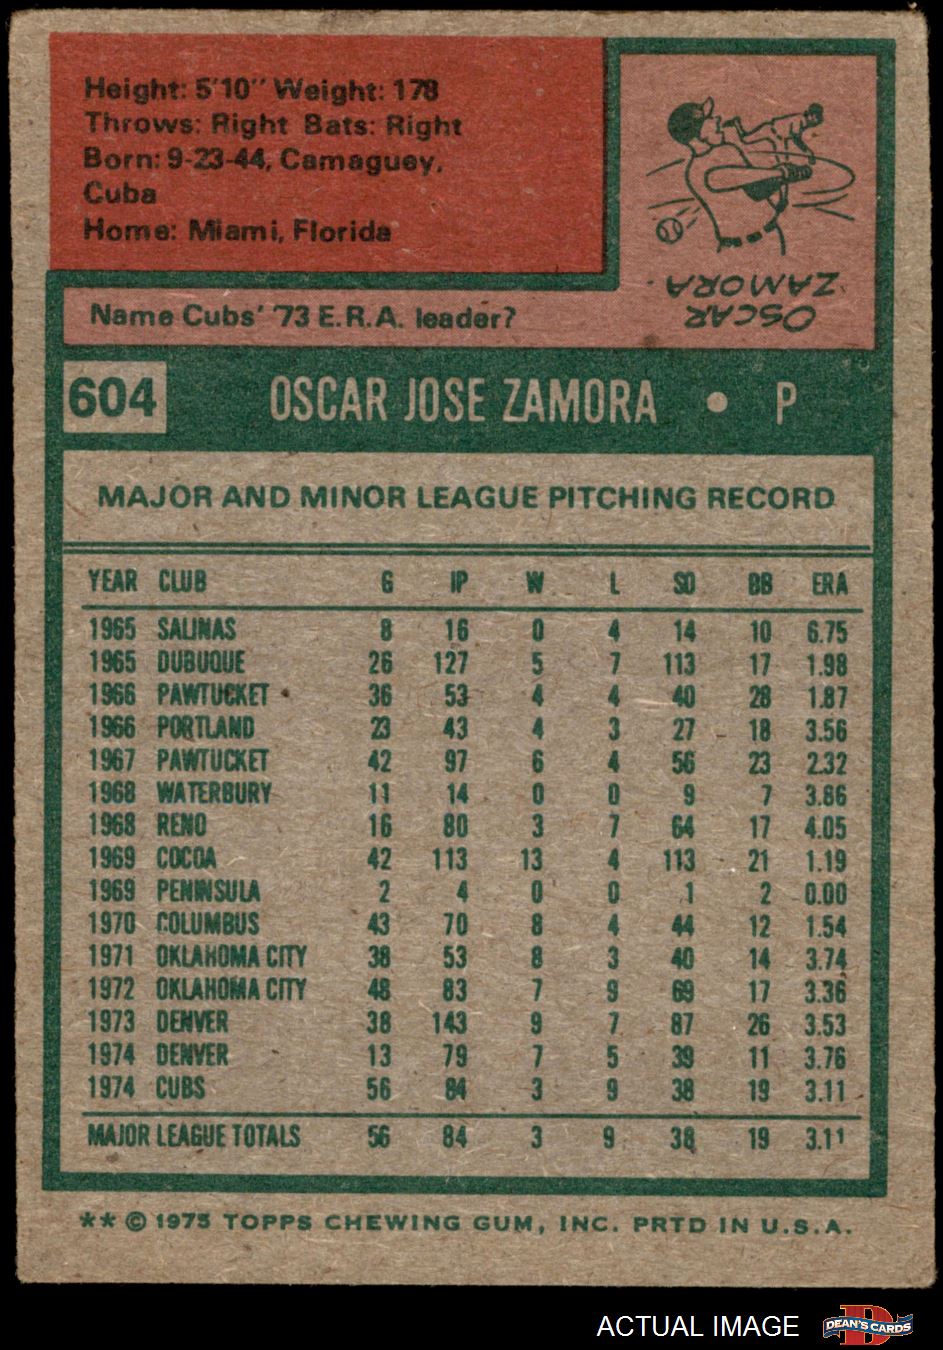 Height: 5'10" Weight: 178
Throws: Right Bats: Right
Born: 9-23-44, Camaguey,
Cuba
Home: Miami, Florida
Name Cubs' '73 E.R.A. leader?
OSCAR
ZAMORA.
604 OSCAR JOSE ZAMORA • P
MAJOR AND MINOR LEAGUE PITCHING RECORD
YEAR CLUB G IP W L SO BB ERA
1965 SALINAS 8 16 0 4 14 10 6.75
1965 DUBUQUE 26 127 5 7 113 17 1.98
1966 PAWTUCKET 36 53 4 4 40 28 1.87
1966 PORTLAND 23 43 4 3 27 18 3.56
1967 PAWTUCKET 42 97 6 4 56 23 2.32
1968 WATERBURY 11 14 0 0 9 7 3.86
1968 RENO 16 80 3 7 64 17 4.05
1969 COCOA 42 113 13 4 113 21 1.19
1969 PENINSULA 2 4 0 0 1 2 0.00
1970 COLUMBUS 43 70 8 4 44 12 1.54
1971 OKLAHOMA CITY 38 53 8 3 40 14 3.74
1972 OKLAHOMA CITY 48 83 7 9 69 17 3.36
1973 DENVER 38 143 9 7 87 26 3.53
1974 DENVER 13 79 7 5 39 11 3.76
1974 CUBS 56 84 3 9 38 19 3.11
MAJOR LEAGUE TOTALS 56 84 3 9 38 19 3.11
** © 1975 TOPPS CHEWING GUM, INC. PRTD IN U.S.A.
ACTUAL IMAGE DEAN'S CARDS